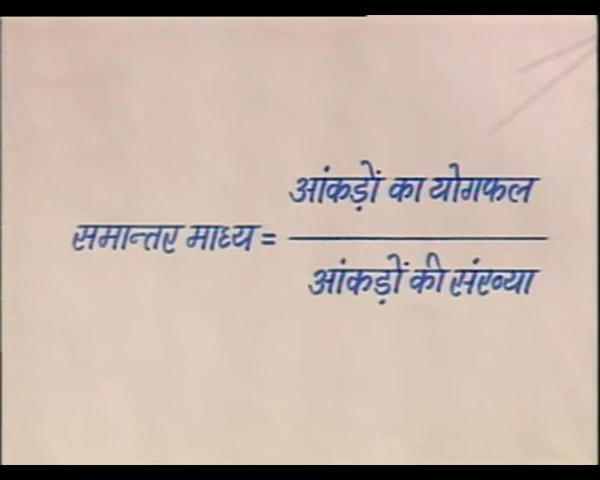 आंकड़ों का योगफल
समान्तर माध्य =
आंकड़ों की संख्या